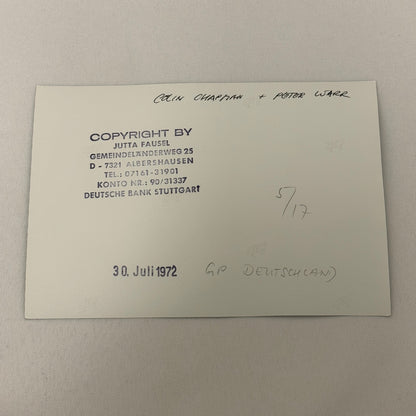 COLIN CHAPMAN + PETER WARR
COPYRIGHT BY
JUTTA FAUSEL
GEMEINDELÄNDERWEG 25
D - 7321 ALBERSHAUSEN
TEL.: 07161-31901
KONTO NR.: 90/31337
DEUTSCHE BANK STUTTGART
5/17
30. Juli 1972 GP DEUTSCHLAND